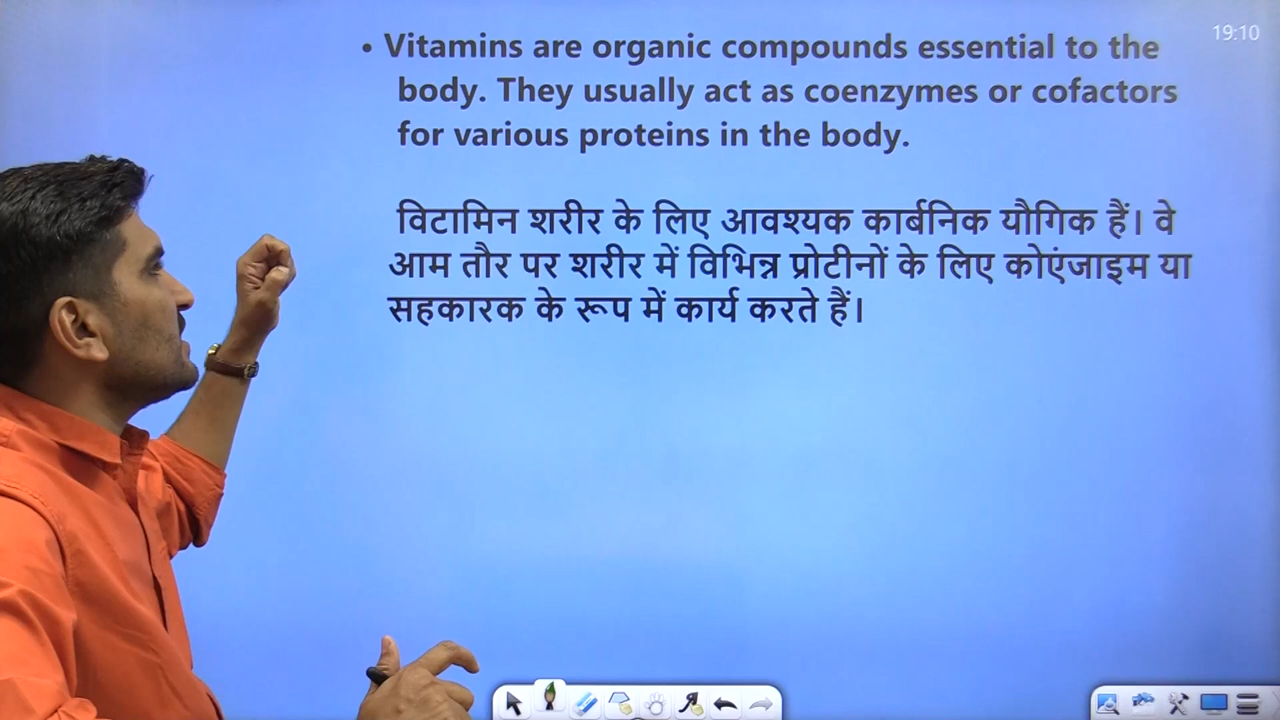 19:10
• Vitamins are organic compounds essential to the
body. They usually act as coenzymes or cofactors
for various proteins in the body.
विटामिन शरीर के लिए आवश्यक कार्बनिक यौगिक हैं। वे
आम तौर पर शरीर में विभिन्न प्रोटीनों के लिए कोएंजाइम या
सहकारक के रूप में कार्य करते हैं।